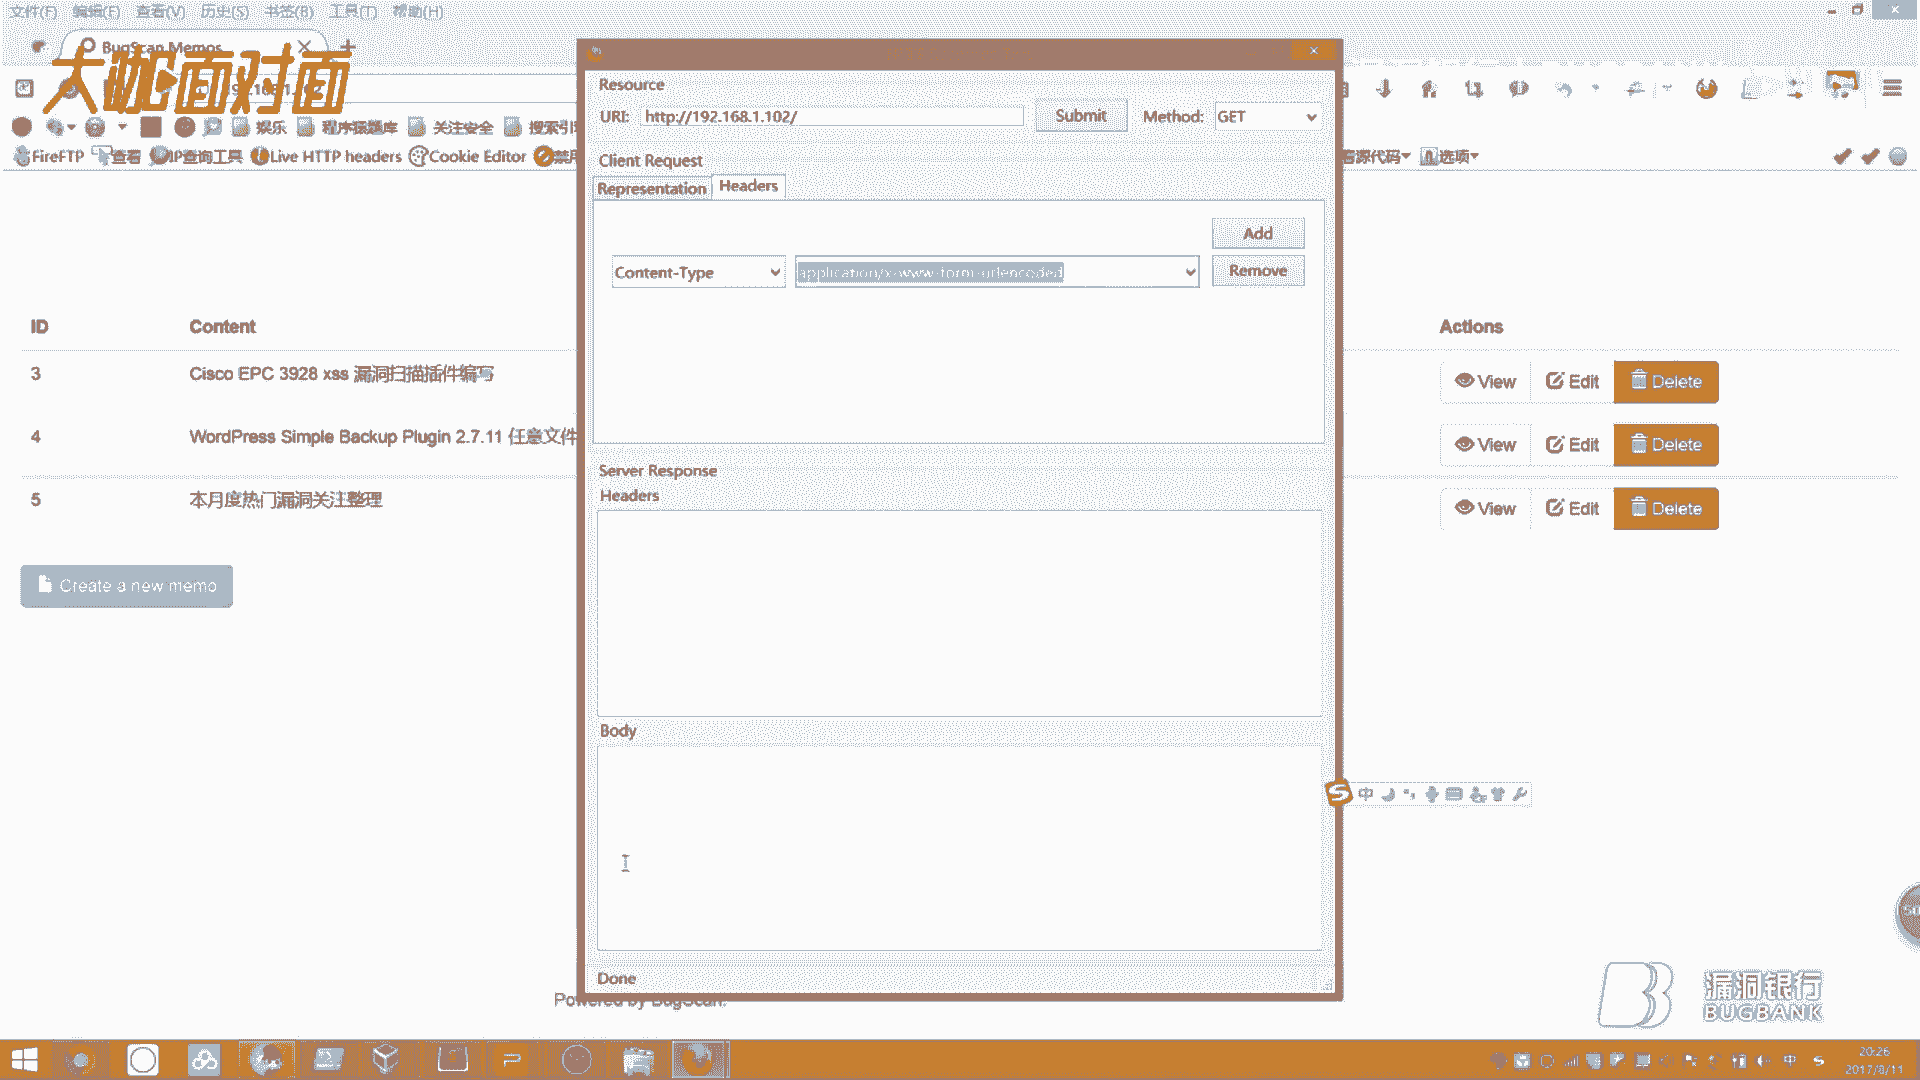 文件(F) 编辑(E) 查看(V) 历史(S) 书签(B) 工具(T) 帮助(H)
BugScan Memos
大咖面对面
Resource
URI: http://192.168.1.102/ Submit Method: GET
娱乐 程序员题库 关注安全 搜索引
Client Request
FireFTP 查看 IP查询工具 Live HTTP headers Cookie Editor 禁用
看源代码 选项
Representation Headers
Add
Content-Type application/x-www-form-urlencoded Remove
ID Content Actions
3 Cisco EPC 3928 xss 漏洞扫描插件编写 View Edit Delete
4 WordPress Simple Backup Plugin 2.7.11 任意文件 View Edit Delete
Server Response
Headers
5 本月度热门漏洞关注整理 View Edit Delete
Create a new memo
Body
中
Done
Powered by BugScan.
漏洞银行
BUGBANK
中
20:26
2017/8/11